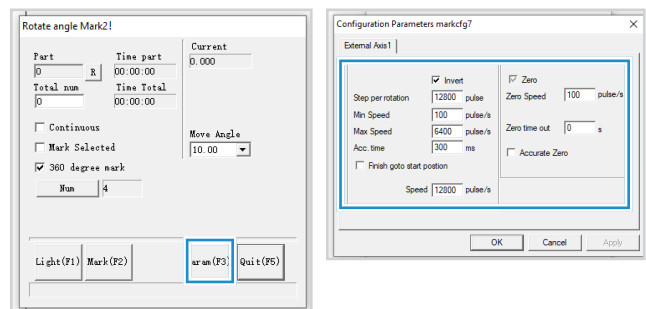 Rotate angle Mark2!
Part Time part
0 R 00:00:00
Total num Time Total
0 00:00:00
Current
0.000
Continuous
Mark Selected
360 degree mark
Num 4
Move Angle
10.00
Light(F1) Mark(F2) aram(F3) Quit(F5)
Configuration Parameters markcfg7
External Axis1
Invert
Step per rotation 12800 pulse
Min Speed 100 pulse/s
Max Speed 6400 pulse/s
Acc. time 300 ms
Finish goto start postion
Speed 12800 pulse/s
Zero
Zero Speed 100 pulse/s
Zero time out 0 s
Accurate Zero
OK Cancel Apply